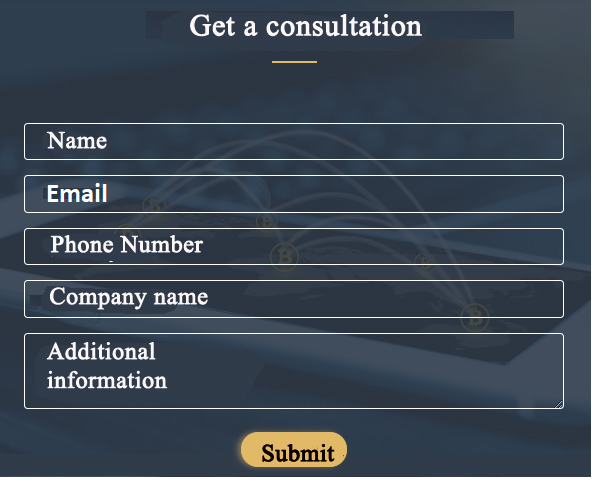 Get a consultation
Name
Email
Phone Number
Company name
Additional
information
Submit